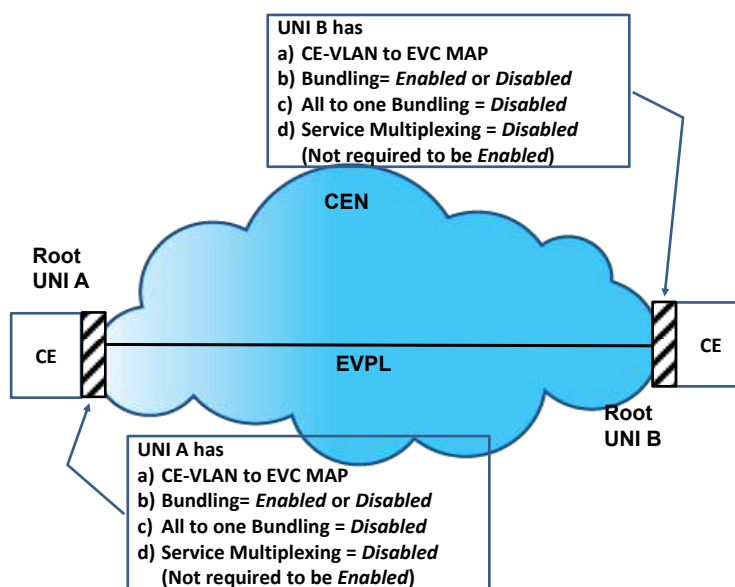 UNI B has
a) CE-VLAN to EVC MAP
b) Bundling= Enabled or Disabled
c) All to one Bundling = Disabled
d) Service Multiplexing = Disabled
(Not required to be Enabled)
CEN
Root
UNI A
CE
EVPL
CE
Root
UNI B
UNI A has
a) CE-VLAN to EVC MAP
b) Bundling= Enabled or Disabled
c) All to one Bundling = Disabled
d) Service Multiplexing = Disabled
(Not required to be Enabled)